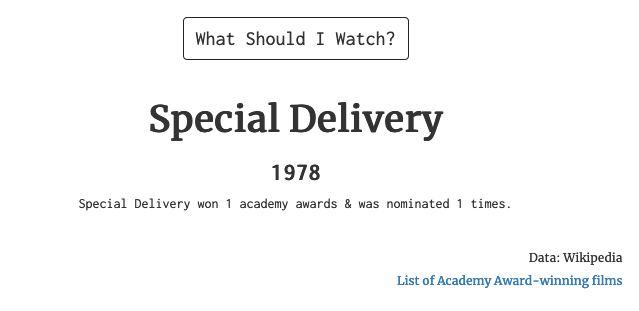 What Should I Watch?
Special Delivery
1978
Special Delivery won 1 academy awards & was nominated 1 times.
Data: Wikipedia
List of Academy Award-winning films